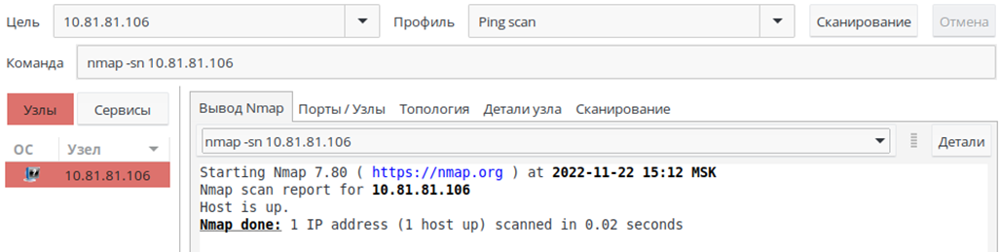 Цель 10.81.81.106 Профиль Ping scan Сканирование Отмена
Команда nmap -sn 10.81.81.106
Узлы Сервисы
ОС Узел
10.81.81.106
Вывод Nmap Порты / Узлы Топология Детали узла Сканирование
nmap -sn 10.81.81.106 Детали
Starting Nmap 7.80 ( https://nmap.org ) at 2022-11-22 15:12 MSK
Nmap scan report for 10.81.81.106
Host is up.
Nmap done: 1 IP address (1 host up) scanned in 0.02 seconds